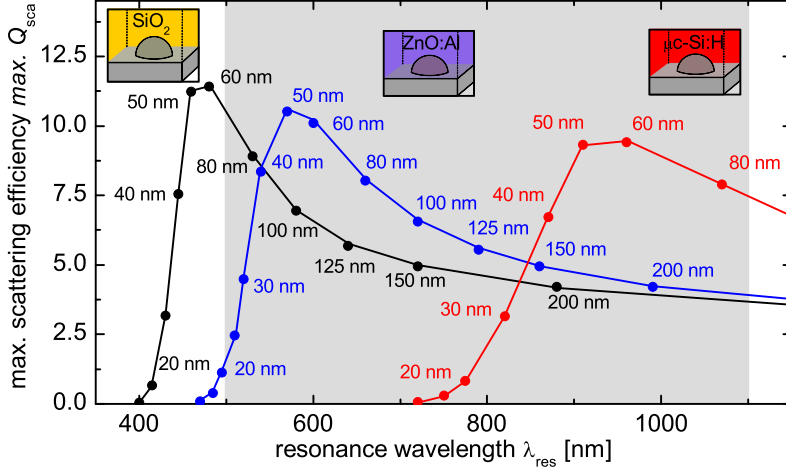 max. scattering efficiency max. Q_sca
12.5
10.0
7.5
5.0
2.5
0.0
400
600
800
1000
resonance wavelength λ_res [nm]
SiO₂
ZnO:Al
µc-Si:H
60 nm
50 nm
40 nm
20 nm
80 nm
100 nm
125 nm
150 nm
200 nm
50 nm
60 nm
40 nm
80 nm
30 nm
20 nm
100 nm
125 nm
150 nm
200 nm
50 nm
60 nm
80 nm
40 nm
30 nm
20 nm